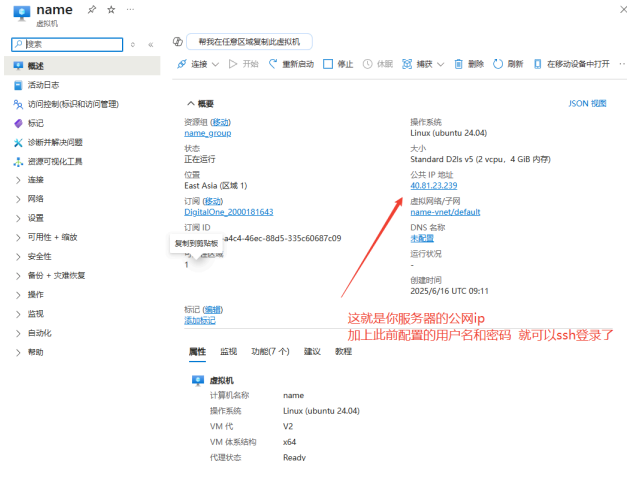 name
虚拟机
搜索
帮我在任意区域复制此虚拟机
连接 开始 重新启动 停止 休眠 捕获 删除 刷新 在移动设备中打开
概述
活动日志
访问控制(标识和访问管理)
标记
诊断并解决问题
资源可视化工具
连接
网络
设置
可用性 + 缩放
安全性
备份 + 灾难恢复
操作
监视
自动化
帮助
概要
JSON 视图
资源组 (移动)
name_group
状态
正在运行
位置
East Asia (区域 1)
订阅 (移动)
DigitalOne_2000181643
订阅 ID
a4c4-46ec-88d5-335c60687c09
复制到剪贴板
1
操作系统
Linux (ubuntu 24.04)
大小
Standard D2ls v5 (2 vcpu, 4 GiB 内存)
公共 IP 地址
40.81.23.239
虚拟网络/子网
name-vnet/default
DNS 名称
未配置
运行状况
-
创建时间
2025/6/16 UTC 09:11
标记 (编辑)
添加标记
这就是你服务器的公网ip
加上此前配置的用户名和密码 就可以ssh登录了
属性 监视 功能(7 个) 建议 教程
虚拟机
计算机名称 name
操作系统 Linux (ubuntu 24.04)
VM 代 V2
VM 体系结构 x64
代理状态 Ready